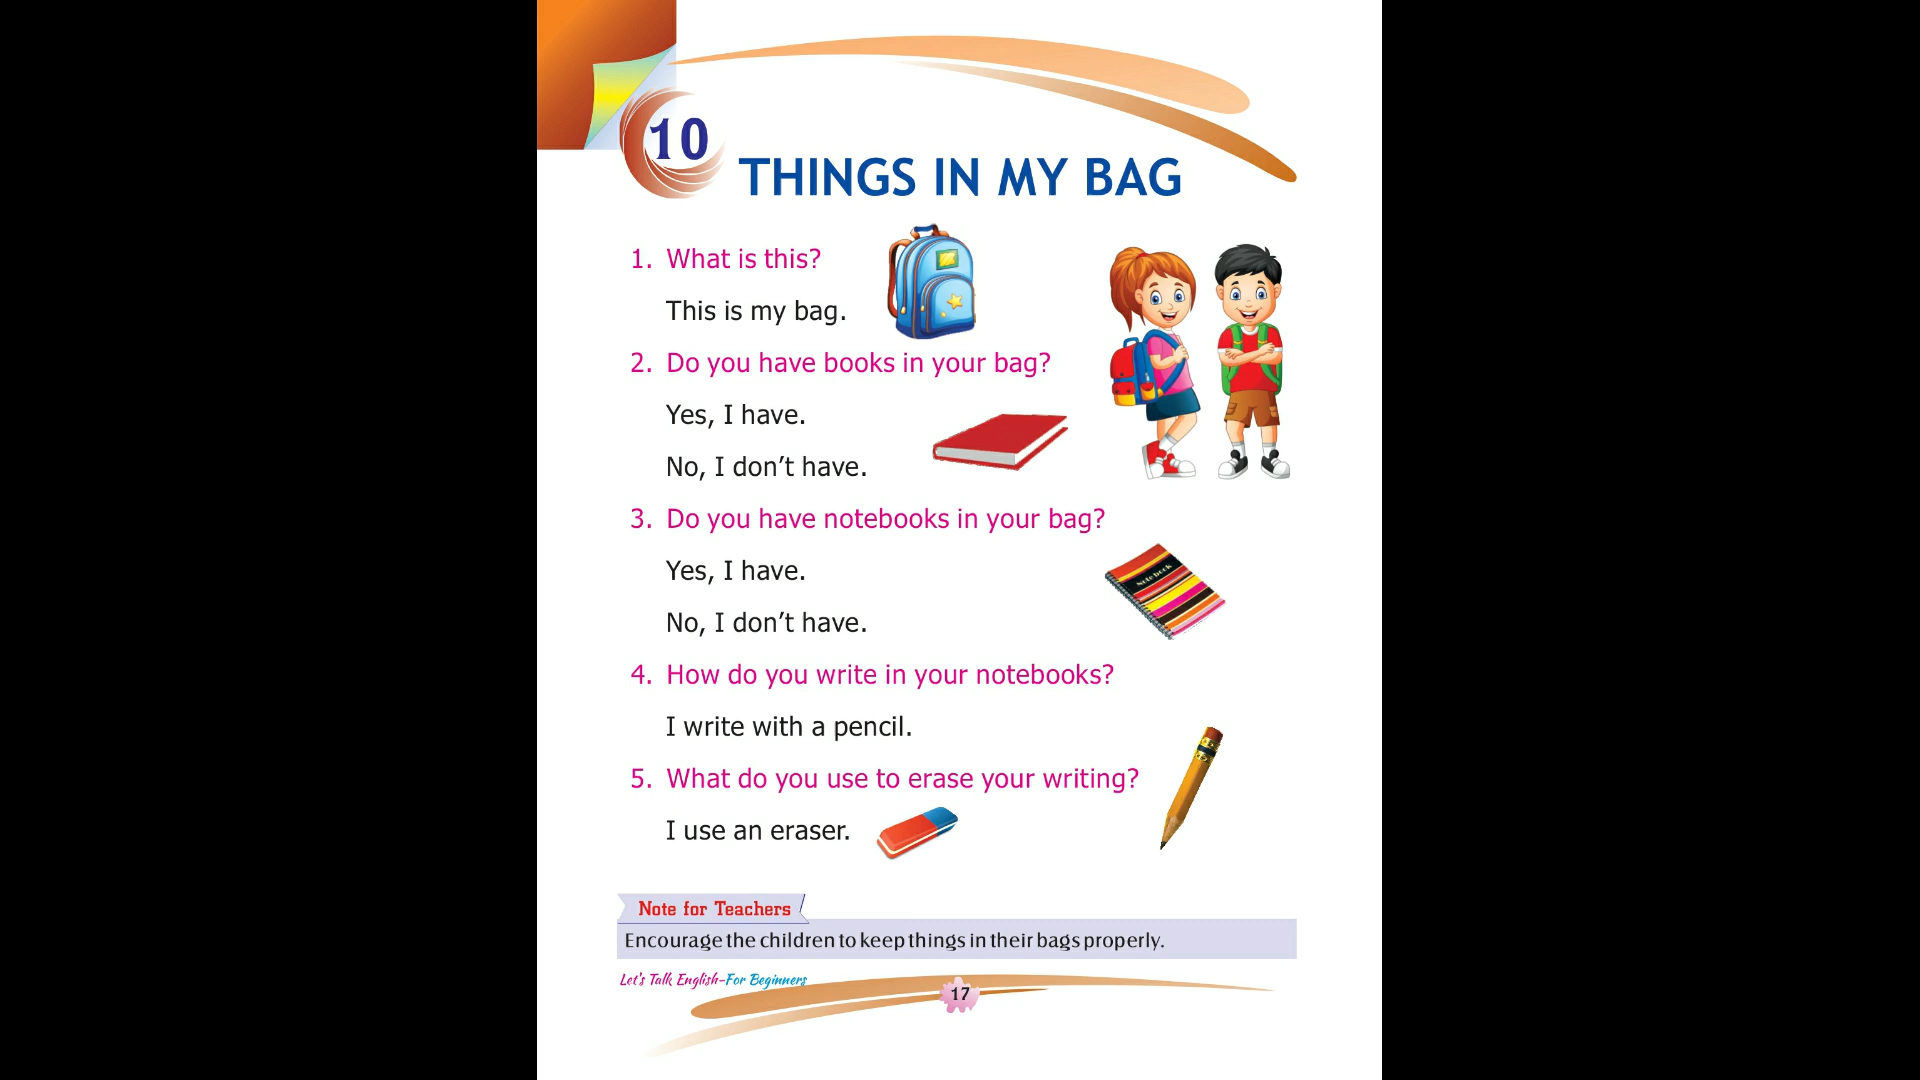 10
THINGS IN MY BAG
1. What is this?
This is my bag.
2. Do you have books in your bag?
Yes, I have.
No, I don’t have.
3. Do you have notebooks in your bag?
Note book
Yes, I have.
No, I don’t have.
4. How do you write in your notebooks?
I write with a pencil.
5. What do you use to erase your writing?
I use an eraser.
Note for Teachers
Encourage the children to keep things in their bags properly.
Let's Talk English-For Beginners
17